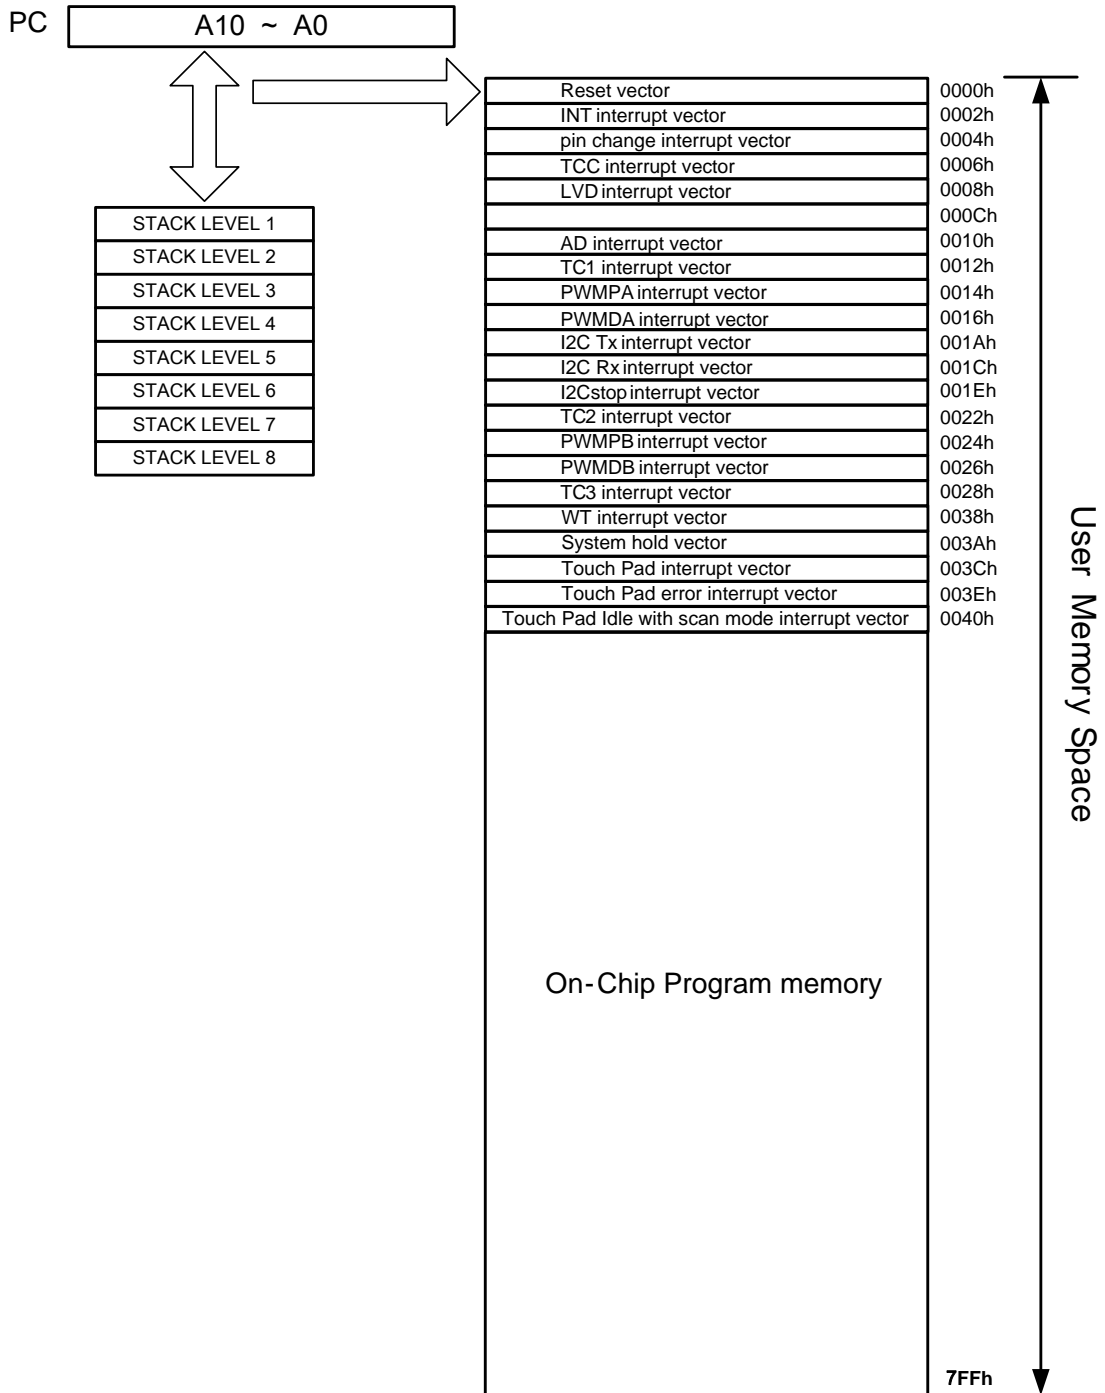 PC
A10 ~ A0
STACK LEVEL 1
STACK LEVEL 2
STACK LEVEL 3
STACK LEVEL 4
STACK LEVEL 5
STACK LEVEL 6
STACK LEVEL 7
STACK LEVEL 8
Reset vector 0000h
INT interrupt vector 0002h
pin change interrupt vector 0004h
TCC interrupt vector 0006h
LVD interrupt vector 0008h
000Ch
AD interrupt vector 0010h
TC1 interrupt vector 0012h
PWMPA interrupt vector 0014h
PWMDA interrupt vector 0016h
I2C Tx interrupt vector 001Ah
I2C Rx interrupt vector 001Ch
I2Cstop interrupt vector 001Eh
TC2 interrupt vector 0022h
PWMPB interrupt vector 0024h
PWMDB interrupt vector 0026h
TC3 interrupt vector 0028h
WT interrupt vector 0038h
System hold vector 003Ah
Touch Pad interrupt vector 003Ch
Touch Pad error interrupt vector 003Eh
Touch Pad Idle with scan mode interrupt vector 0040h
On-Chip Program memory
7FFh
User Memory Space